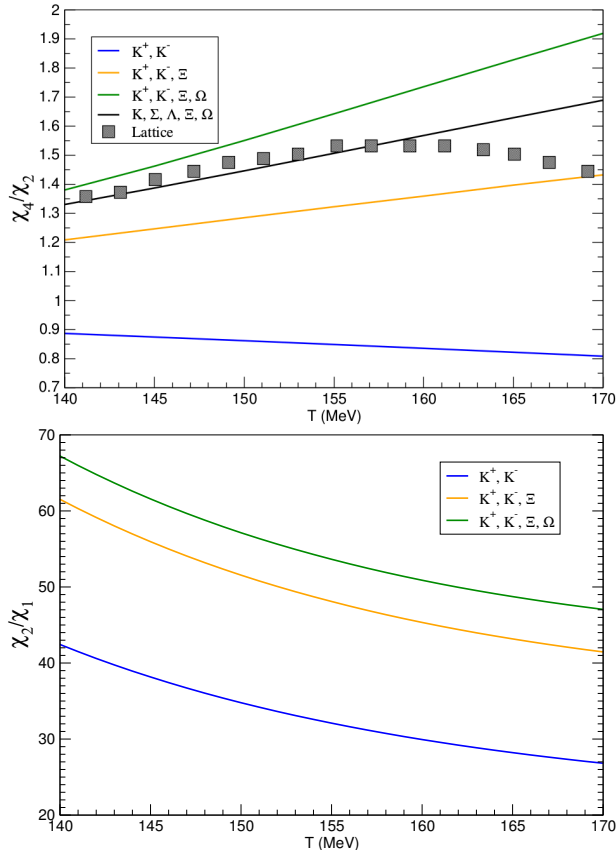 2
1.9
1.8
1.7
1.6
1.5
1.4
1.3
1.2
1.1
1
0.9
0.8
0.7
χ₄/χ₂
K⁺, K⁻
K⁺, K⁻, Ξ
K⁺, K⁻, Ξ, Ω
K, Σ, Λ, Ξ, Ω
Lattice
140 145 150 155 160 165 170
T (MeV)
70
60
50
40
30
20
χ₂/χ₁
K⁺, K⁻
K⁺, K⁻, Ξ
K⁺, K⁻, Ξ, Ω
140 145 150 155 160 165 170
T (MeV)